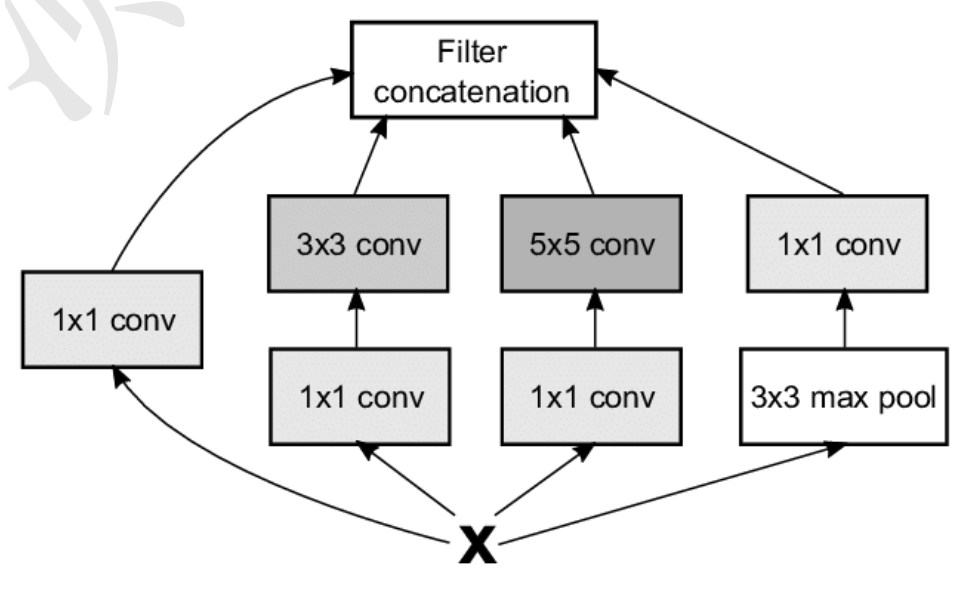 Filter
concatenation
3x3 conv
5x5 conv
1x1 conv
1x1 conv
1x1 conv
1x1 conv
3x3 max pool
x